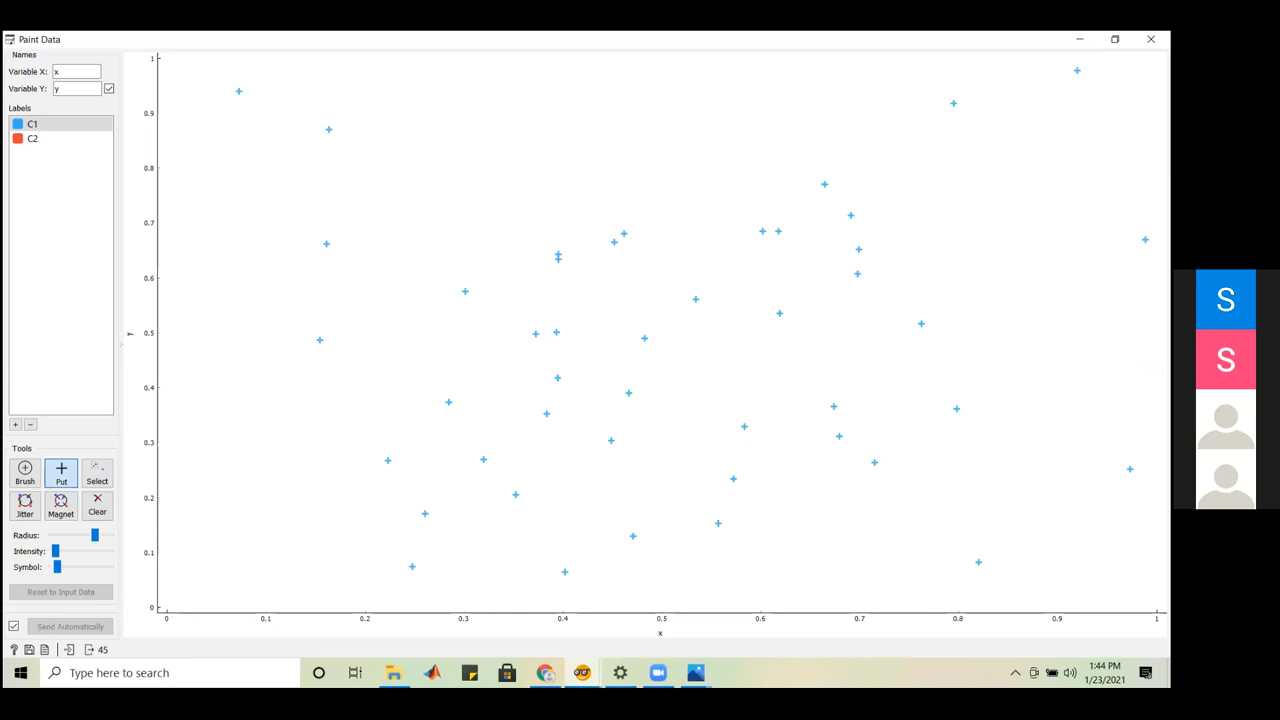 Paint Data
Names
Variable X: x
Variable Y: y
Labels
C1
C2
Tools
Brush Put Select
Jitter Magnet Clear
Radius:
Intensity:
Symbol:
Reset to Input Data
Send Automatically
? 45
1
0.9
0.8
0.7
0.6
0.5
0.4
0.3
0.2
0.1
0
y
0 0.1 0.2 0.3 0.4 0.5 0.6 0.7 0.8 0.9 1
x
S
S
Type here to search
1:44 PM
1/23/2021